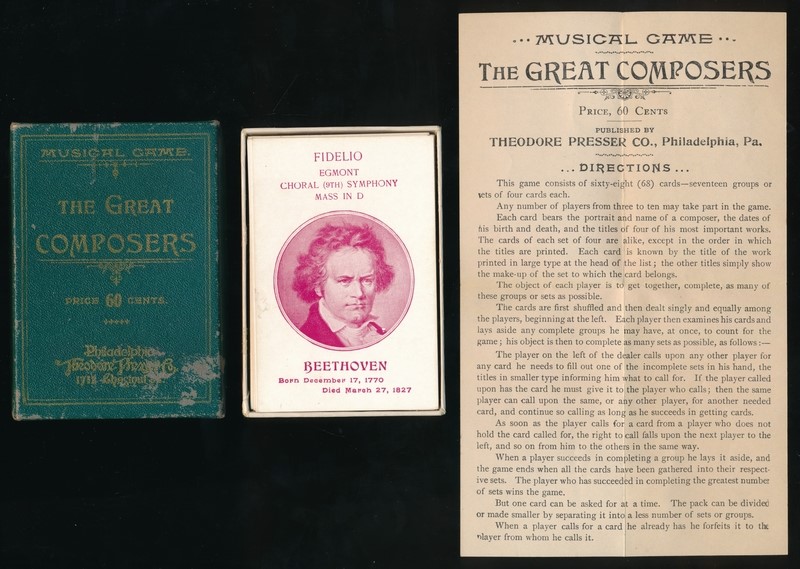 MUSICAL GAME.
THE GREAT
COMPOSERS
PRICE 60 CENTS.
Philadelphia
Theodore Presser Co.
1712 Chestnut
FIDELIO
EGMONT
CHORAL (9TH) SYMPHONY
MASS IN D
BEETHOVEN
Born December 17, 1770
Died March 27, 1827
... MUSICAL GAME ...
THE GREAT COMPOSERS
PRICE, 60 CENTS
PUBLISHED BY
THEODORE PRESSER CO., Philadelphia, Pa.
...DIRECTIONS...
This game consists of sixty-eight (68) cards—seventeen groups or
sets of four cards each.
Any number of players from three to ten may take part in the game.
Each card bears the portrait and name of a composer, the dates of
his birth and death, and the titles of four of his most important works.
The cards of each set of four are alike, except in the order in which
the titles are printed. Each card is known by the title of the work
printed in large type at the head of the list; the other titles simply show
the make-up of the set to which the card belongs.
The object of each player is to get together, complete, as many of
these groups or sets as possible.
The cards are first shuffled and then dealt singly and equally among
the players, beginning at the left. Each player then examines his cards and
lays aside any complete groups he may have, at once, to count for the
game; his object is then to complete as many sets as possible, as follows:—
The player on the left of the dealer calls upon any other player for
any card he needs to fill out one of the incomplete sets in his hand, the
titles in smaller type informing him what to call for. If the player called
upon has the card he must give it to the player who calls; then the same
player can call upon the same, or any other player, for another needed
card, and continue so calling as long as he succeeds in getting cards.
As soon as the player calls for a card from a player who does not
hold the card called for, the right to call falls upon the next player to the
left, and so on from him to the others in the same way.
When a player succeeds in completing a group he lays it aside, and
the game ends when all the cards have been gathered into their respect-
ive sets. The player who has succeeded in completing the greatest number
of sets wins the game.
But one card can be asked for at a time. The pack can be divided
or made smaller by separating it into a less number of sets or groups.
When a player calls for a card he already has he forfeits it to the
player from whom he calls it.